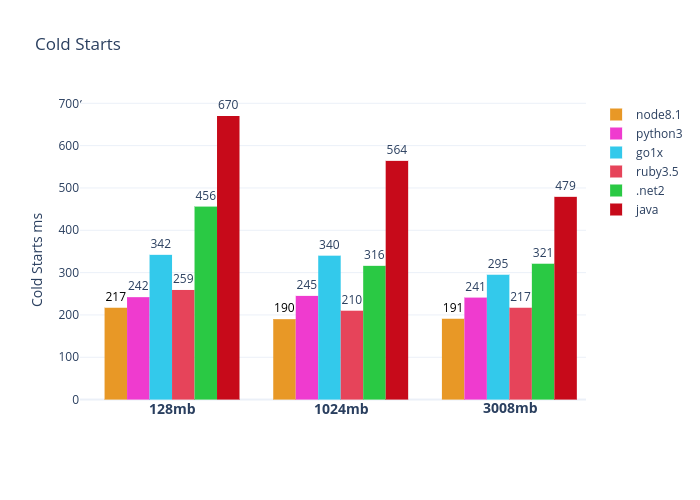 Cold Starts
700′
600
500
400
300
200
100
0
Cold Starts ms
217
242
342
259
456
670
190
245
340
210
316
564
191
241
295
217
321
479
128mb
1024mb
3008mb
node8.1
python3
go1x
ruby3.5
.net2
java